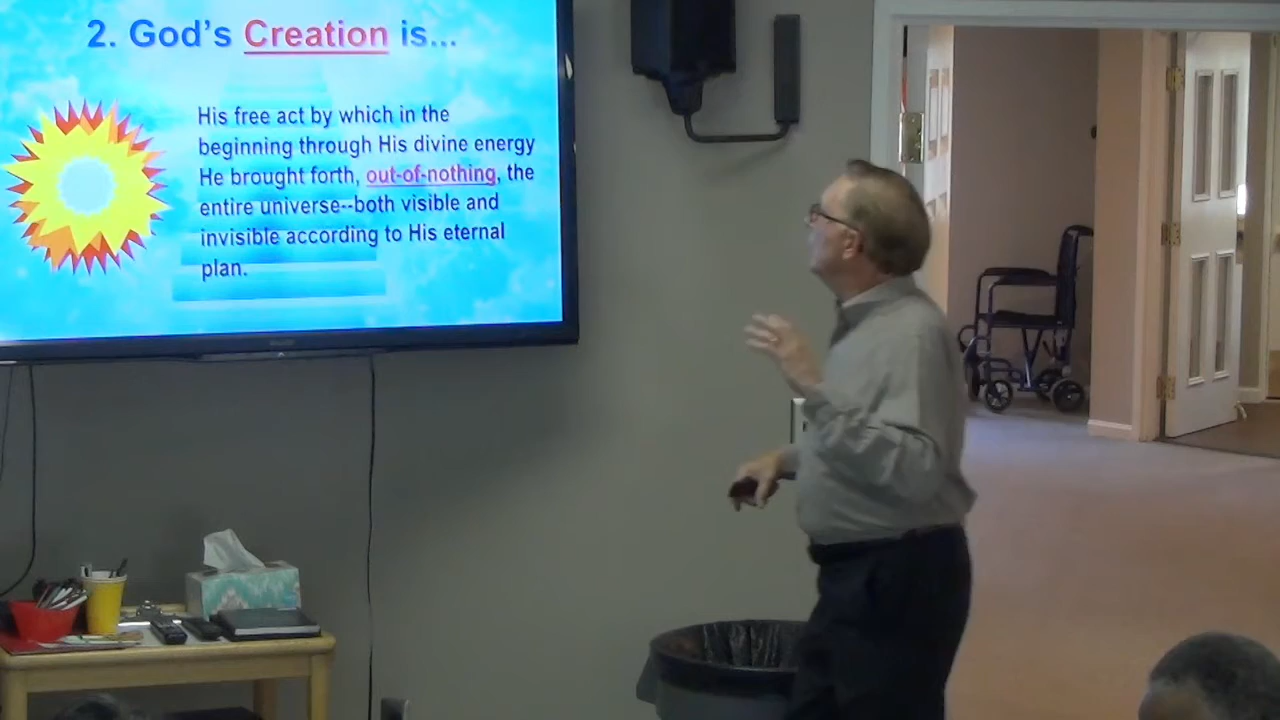 2. God's Creation is...
His free act by which in the
beginning through His divine energy
He brought forth, out-of-nothing, the
entire universe--both visible and
invisible according to His eternal
plan.